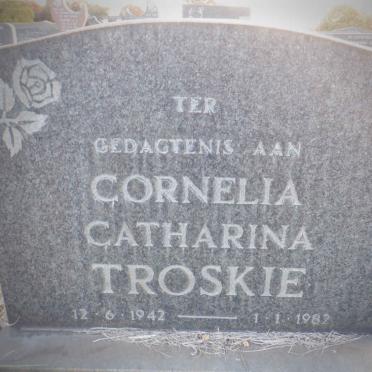 TER
GEDAGTENIS AAN
CORNELIA
CATHARINA
TROSKIE
12·6·1942 — 1·1·1982